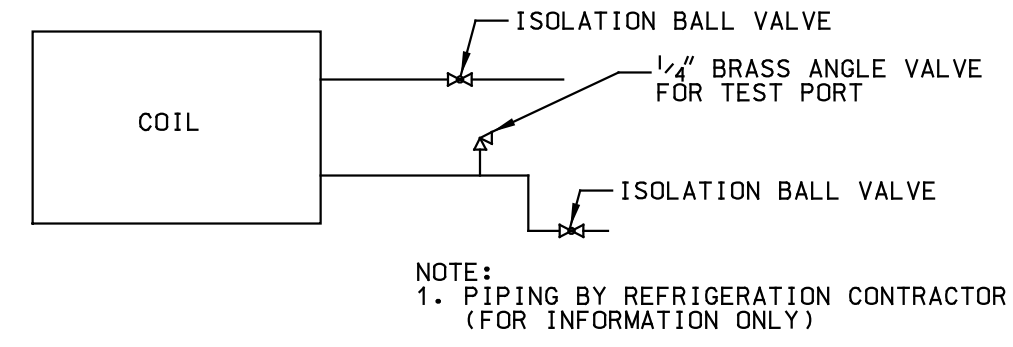 ISOLATION BALL VALVE
1/4" BRASS ANGLE VALVE
FOR TEST PORT
COIL
ISOLATION BALL VALVE
NOTE:
1. PIPING BY REFRIGERATION CONTRACTOR
(FOR INFORMATION ONLY)